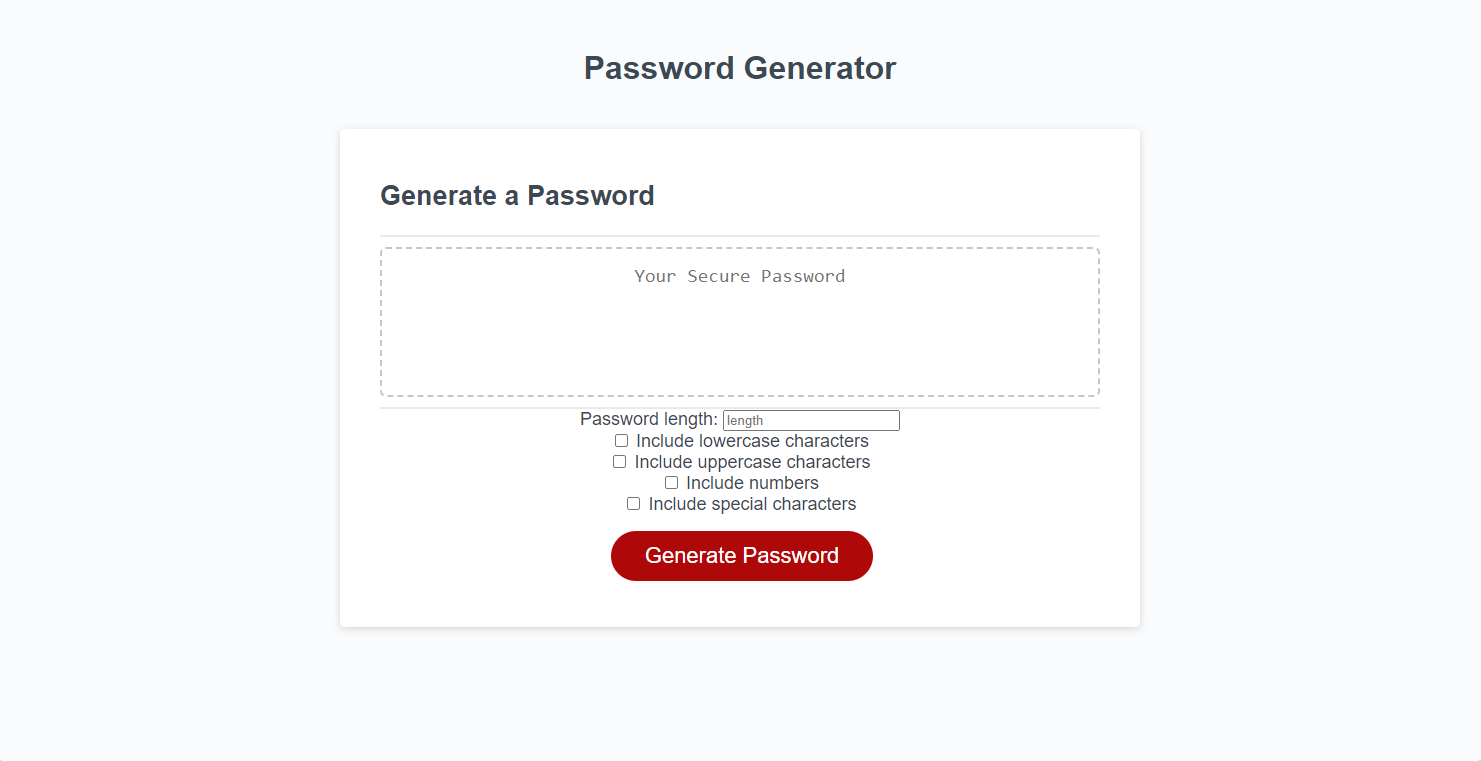 Password Generator
Generate a Password
Your Secure Password
Password length: length
Include lowercase characters
Include uppercase characters
Include numbers
Include special characters
Generate Password